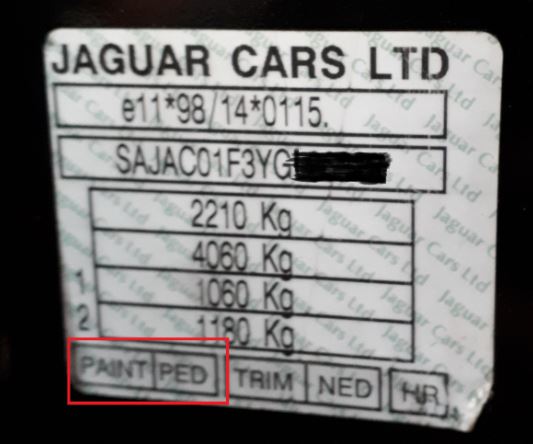 JAGUAR CARS LTD
e11*98/14*0115.
SAJAC01F3YG
2210 Kg
4060 Kg
1 1060 Kg
2 1180 Kg
PAINT PED TRIM NED H/R